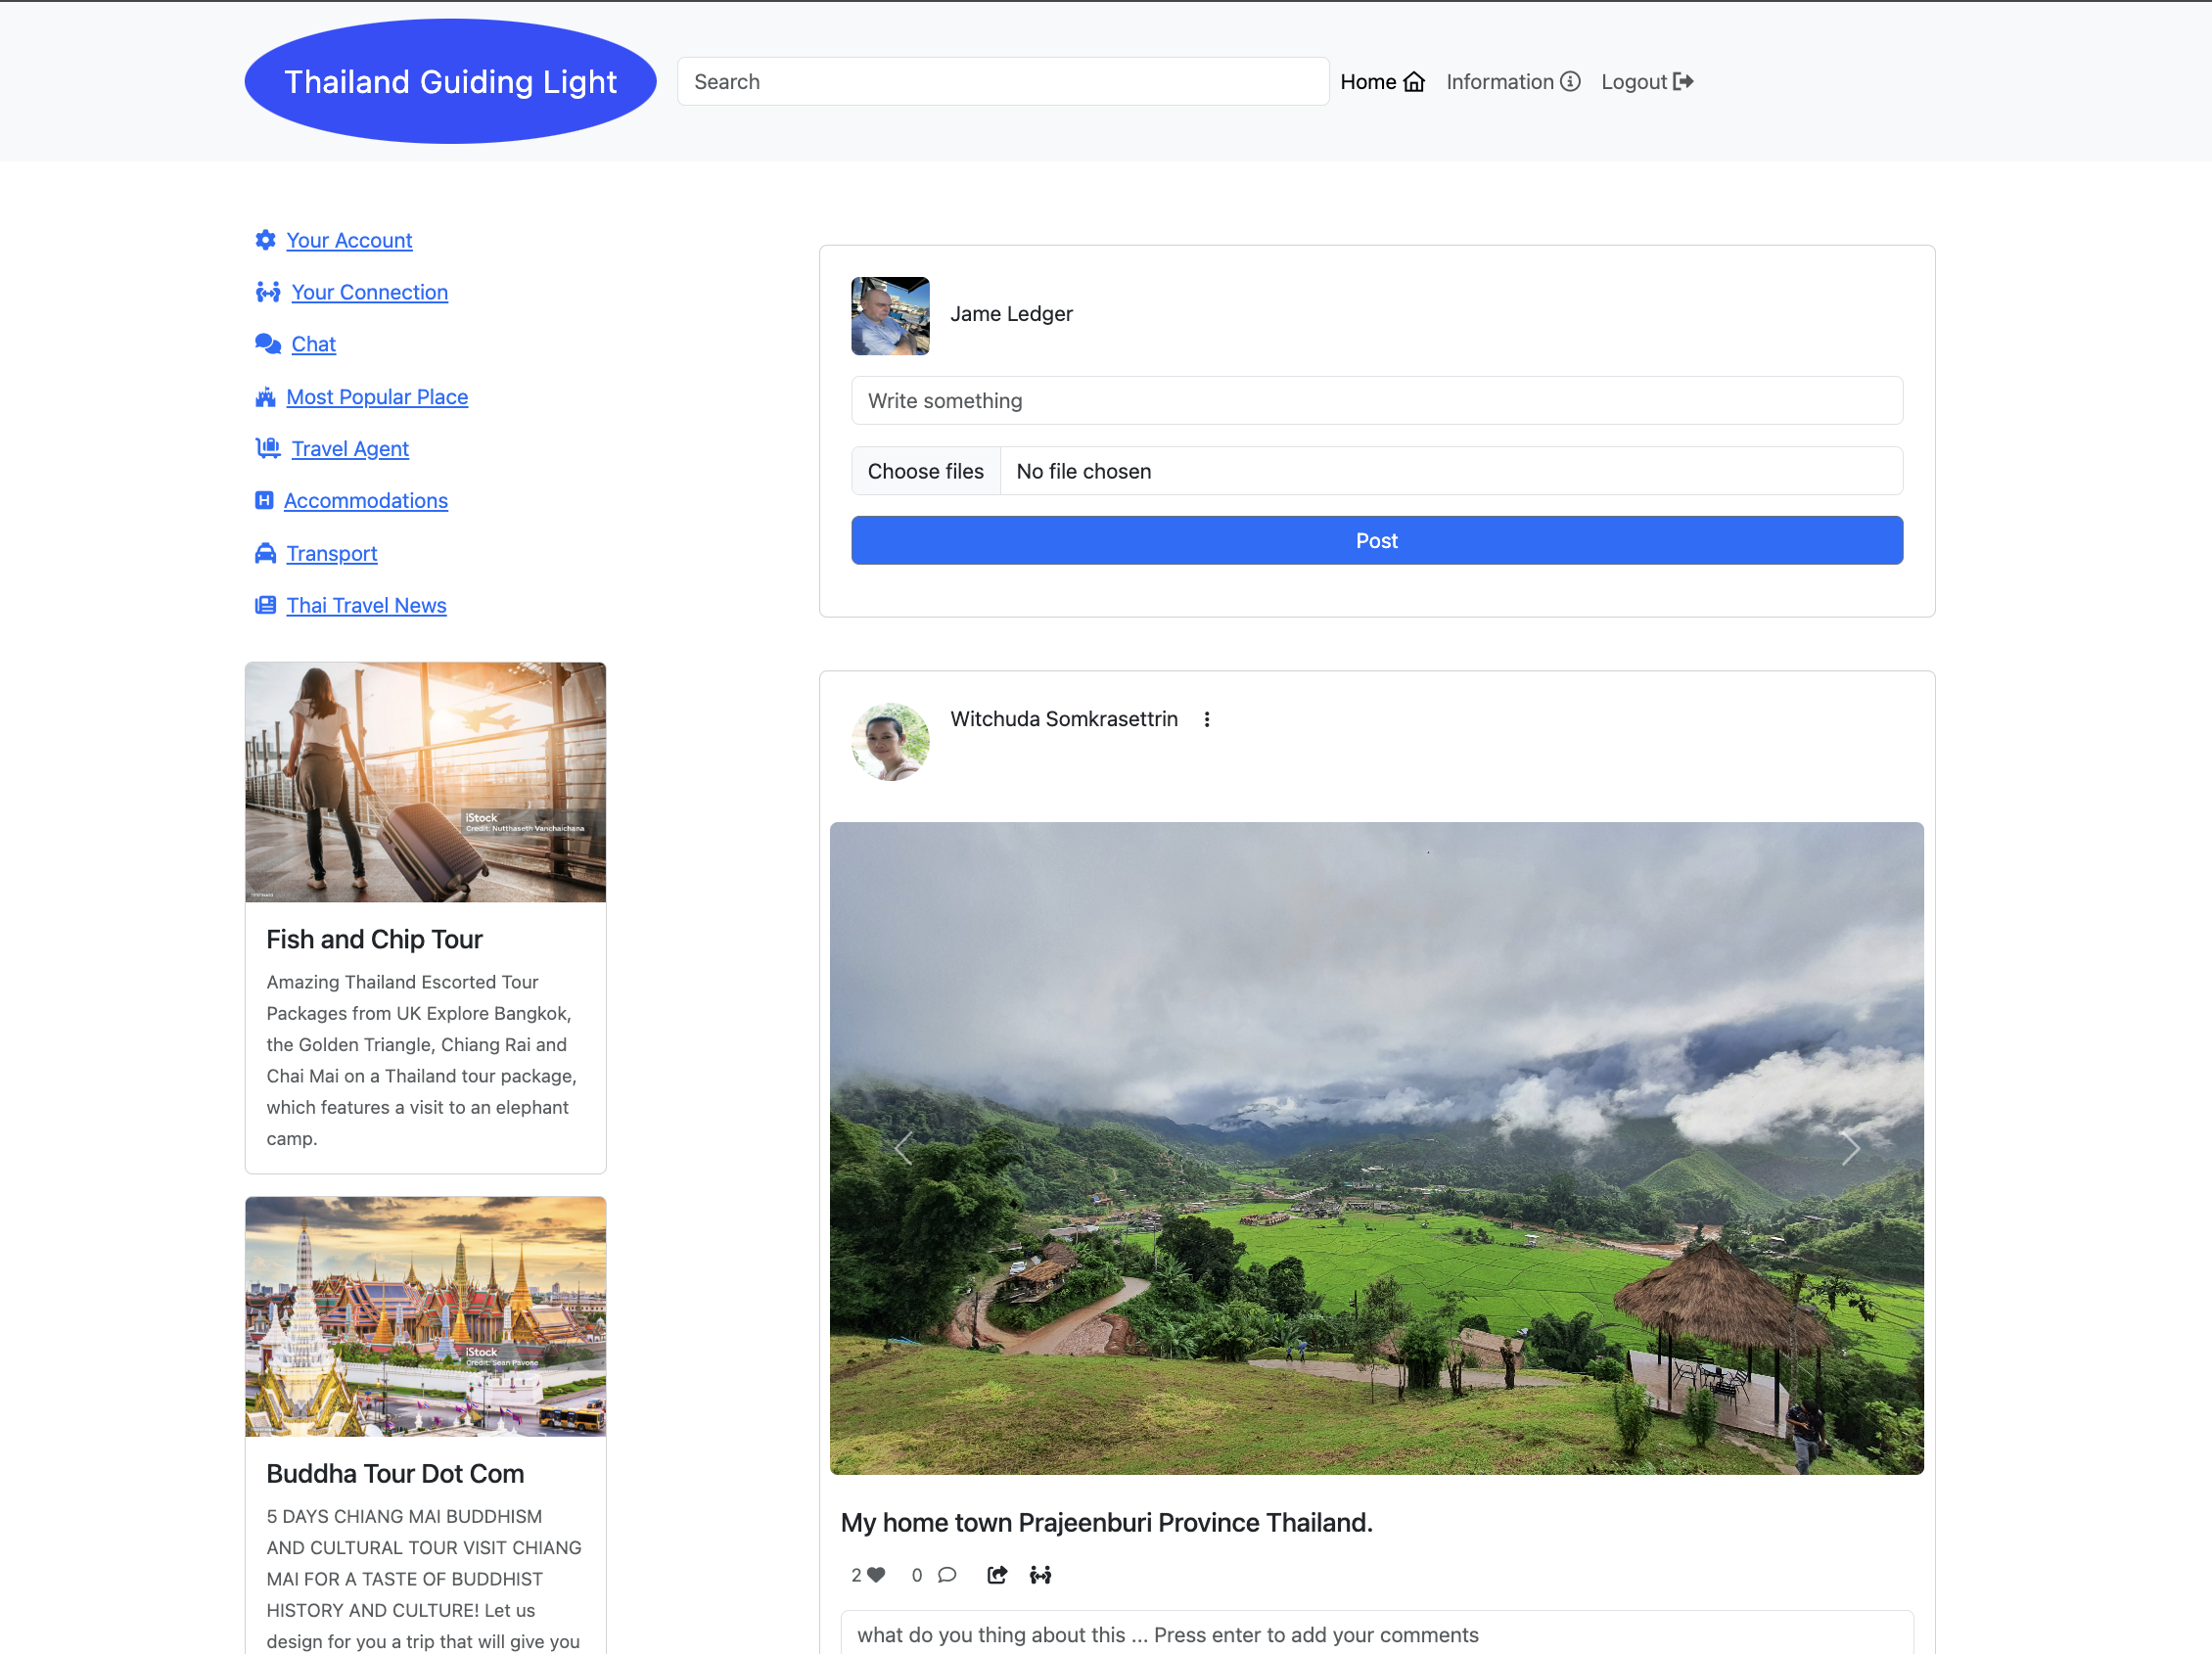 Thailand Guiding Light
Search
Home
Information
Logout
Your Account
Your Connection
Chat
Most Popular Place
Travel Agent
Accommodations
Transport
Thai Travel News
iStock
Credit: Nutthaseth Vanchaichana
Fish and Chip Tour
Amazing Thailand Escorted Tour
Packages from UK Explore Bangkok,
the Golden Triangle, Chiang Rai and
Chai Mai on a Thailand tour package,
which features a visit to an elephant
camp.
iStock
Credit: Sean Pavone
Buddha Tour Dot Com
5 DAYS CHIANG MAI BUDDHISM
AND CULTURAL TOUR VISIT CHIANG
MAI FOR A TASTE OF BUDDHIST
HISTORY AND CULTURE! Let us
design for you a trip that will give you
Jame Ledger
Write something
Choose files No file chosen
Post
Witchuda Somkrasettrin
My home town Prajeenburi Province Thailand.
2 0
what do you thing about this ... Press enter to add your comments